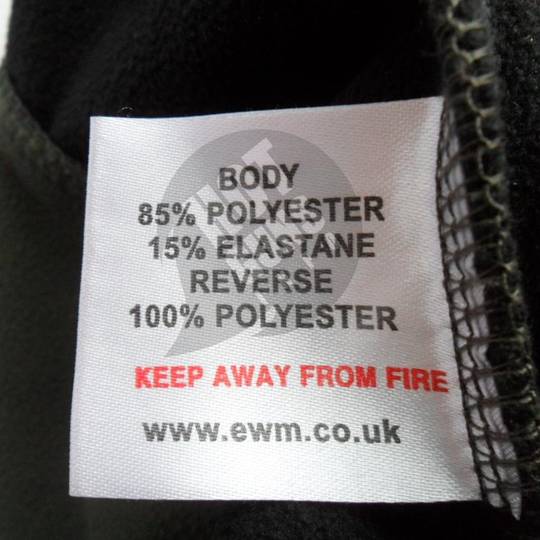 BODY
85% POLYESTER
15% ELASTANE
REVERSE
100% POLYESTER
KEEP AWAY FROM FIRE
www.ewm.co.uk